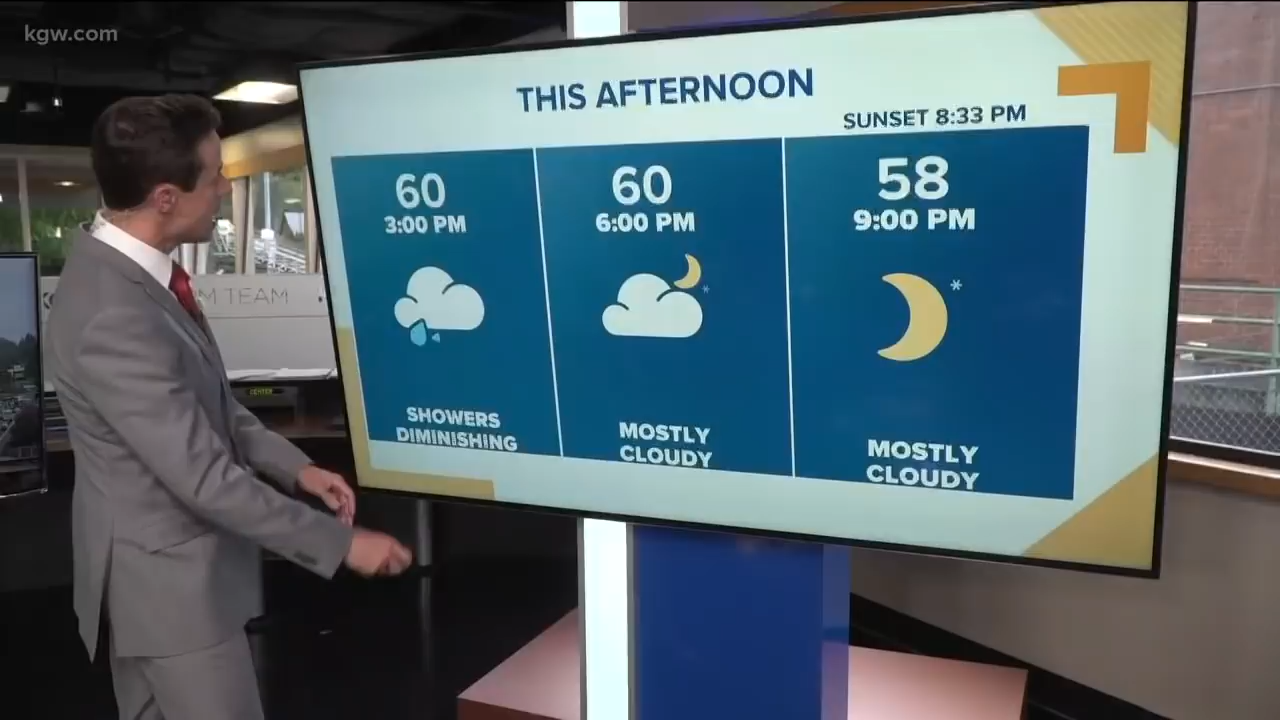 kgw.com
THIS AFTERNOON
SUNSET 8:33 PM
60
3:00 PM
SHOWERS
DIMINISHING
60
6:00 PM
MOSTLY
CLOUDY
58
9:00 PM
MOSTLY
CLOUDY
TEAM